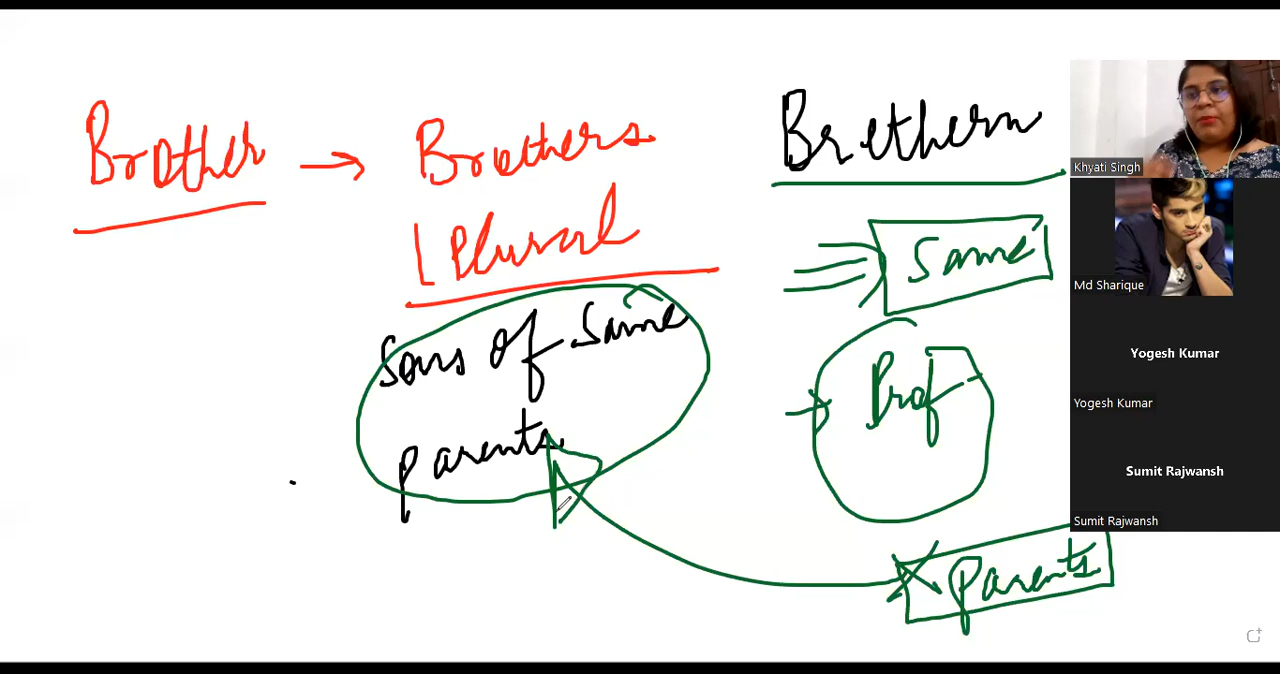 Brother → Brothers
[Plural
Sons of Same
parents
Brethern
Same
Prof
parents
Khyati Singh
Md Sharique
Yogesh Kumar
Yogesh Kumar
Sumit Rajwansh
Sumit Rajwansh